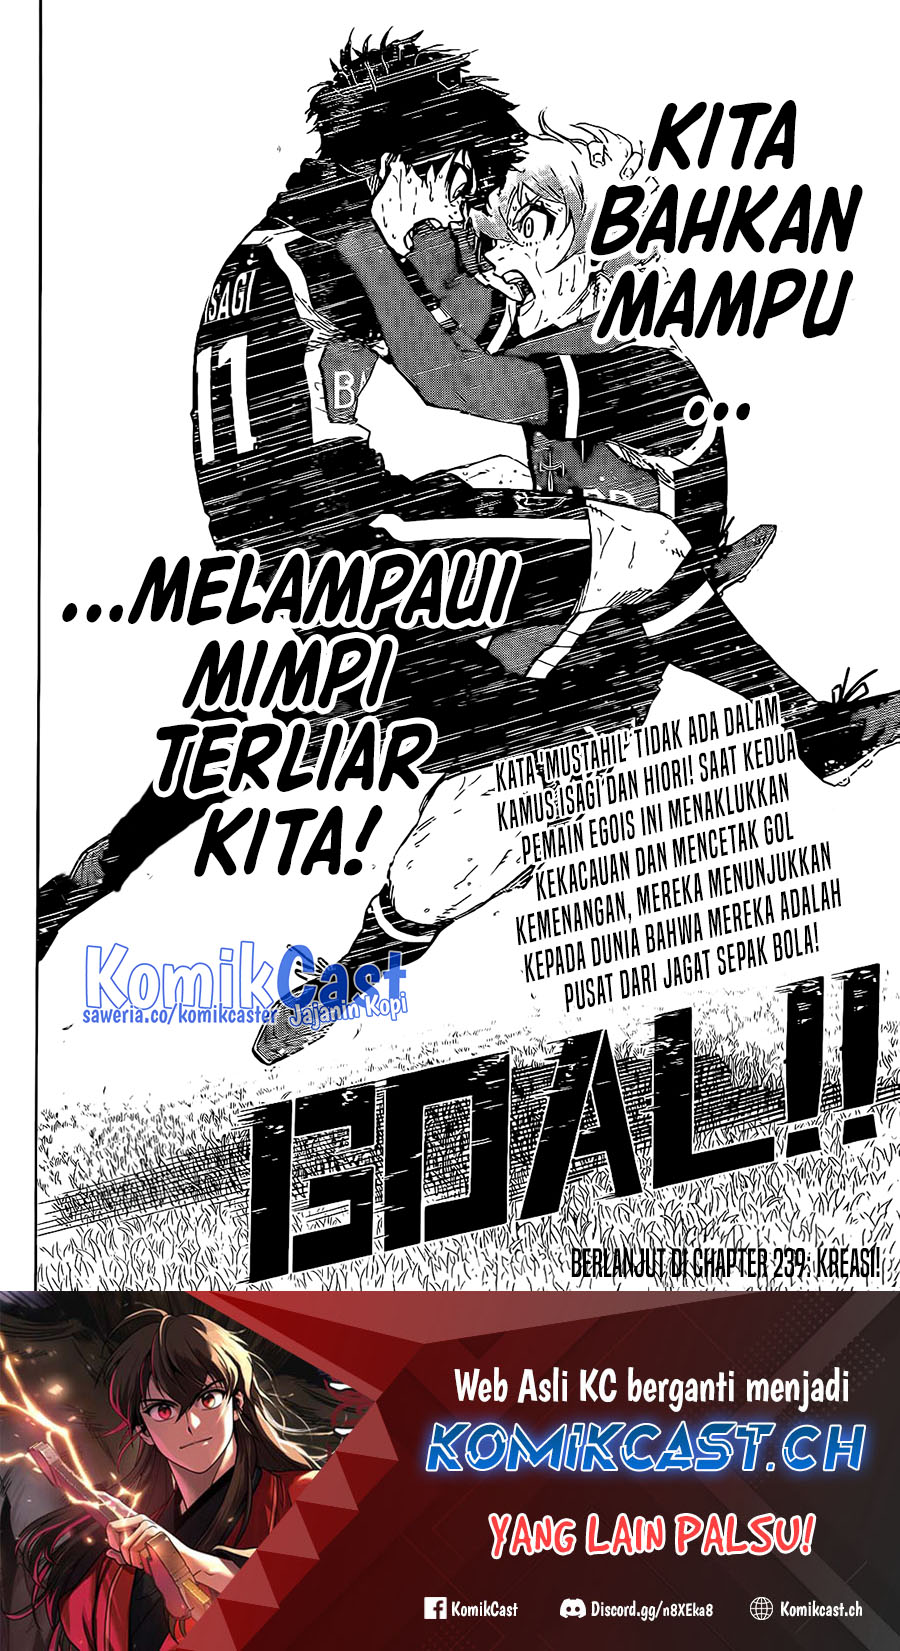 KITA
BAHKAN
MAMPU
...
ISAGI
11
BA
...MELAMPAUI
MIMPI
TERLIAR
KITA!
KATA 'MUSTAHIL' TIDAK ADA DALAM
KAMUS ISAGI DAN HIORI! SAAT KEDUA
PEMAIN EGOIS INI MENAKLUKKAN
KEKACAUAN DAN MENCETAK GOL
KEMENANGAN, MEREKA MENUNJUKKAN
KEPADA DUNIA BAHWA MEREKA ADALAH
PUSAT DARI JAGAT SEPAK BOLA!
KomikCast
saweria.co/komikcaster Jajanin Kopi
GOAL!!
BERLANJUT DI CHAPTER 239: KREASI!
Web Asli KC berganti menjadi
KOMIKCAST.CH
YANG LAIN PALSU!
KomikCast Discord.gg/n8XEka8 Komikcast.ch